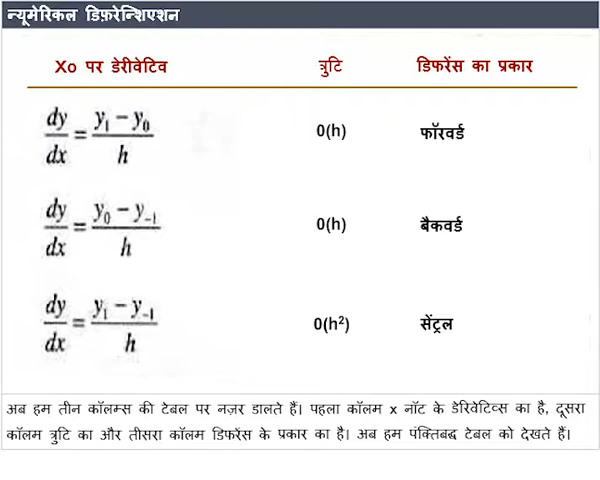 न्यूमेरिकल डिफ़रेन्शिएशन
Xo पर डेरीवेटिव त्रुटि डिफरेंस का प्रकार
dy/dx = (y₁ − y₀)/h 0(h) फॉरवर्ड
dy/dx = (y₀ − y₋₁)/h 0(h) बैकवर्ड
dy/dx = (y₁ − y₋₁)/h 0(h²) सेंट्रल
अब हम तीन कॉलम्स की टेबल पर नज़र डालते हैं। पहला कॉलम x नॉट के डेरिवेटिव्स का है, दूसरा
कॉलम त्रुटि का और तीसरा कॉलम डिफरेंस के प्रकार का है। अब हम पंक्तिबद्ध टेबल को देखते हैं।